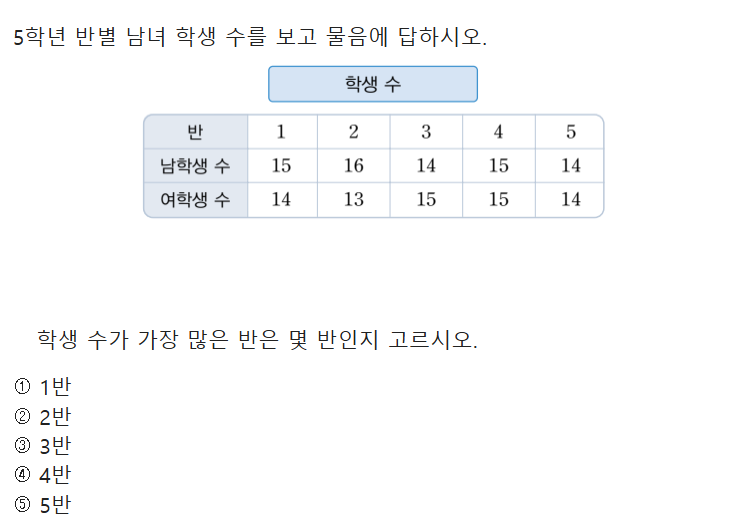 5학년 반별 남녀 학생 수를 보고 물음에 답하시오.
학생 수
반 1 2 3 4 5
남학생 수 15 16 14 15 14
여학생 수 14 13 15 15 14
학생 수가 가장 많은 반은 몇 반인지 고르시오.
① 1반
② 2반
③ 3반
④ 4반
⑤ 5반